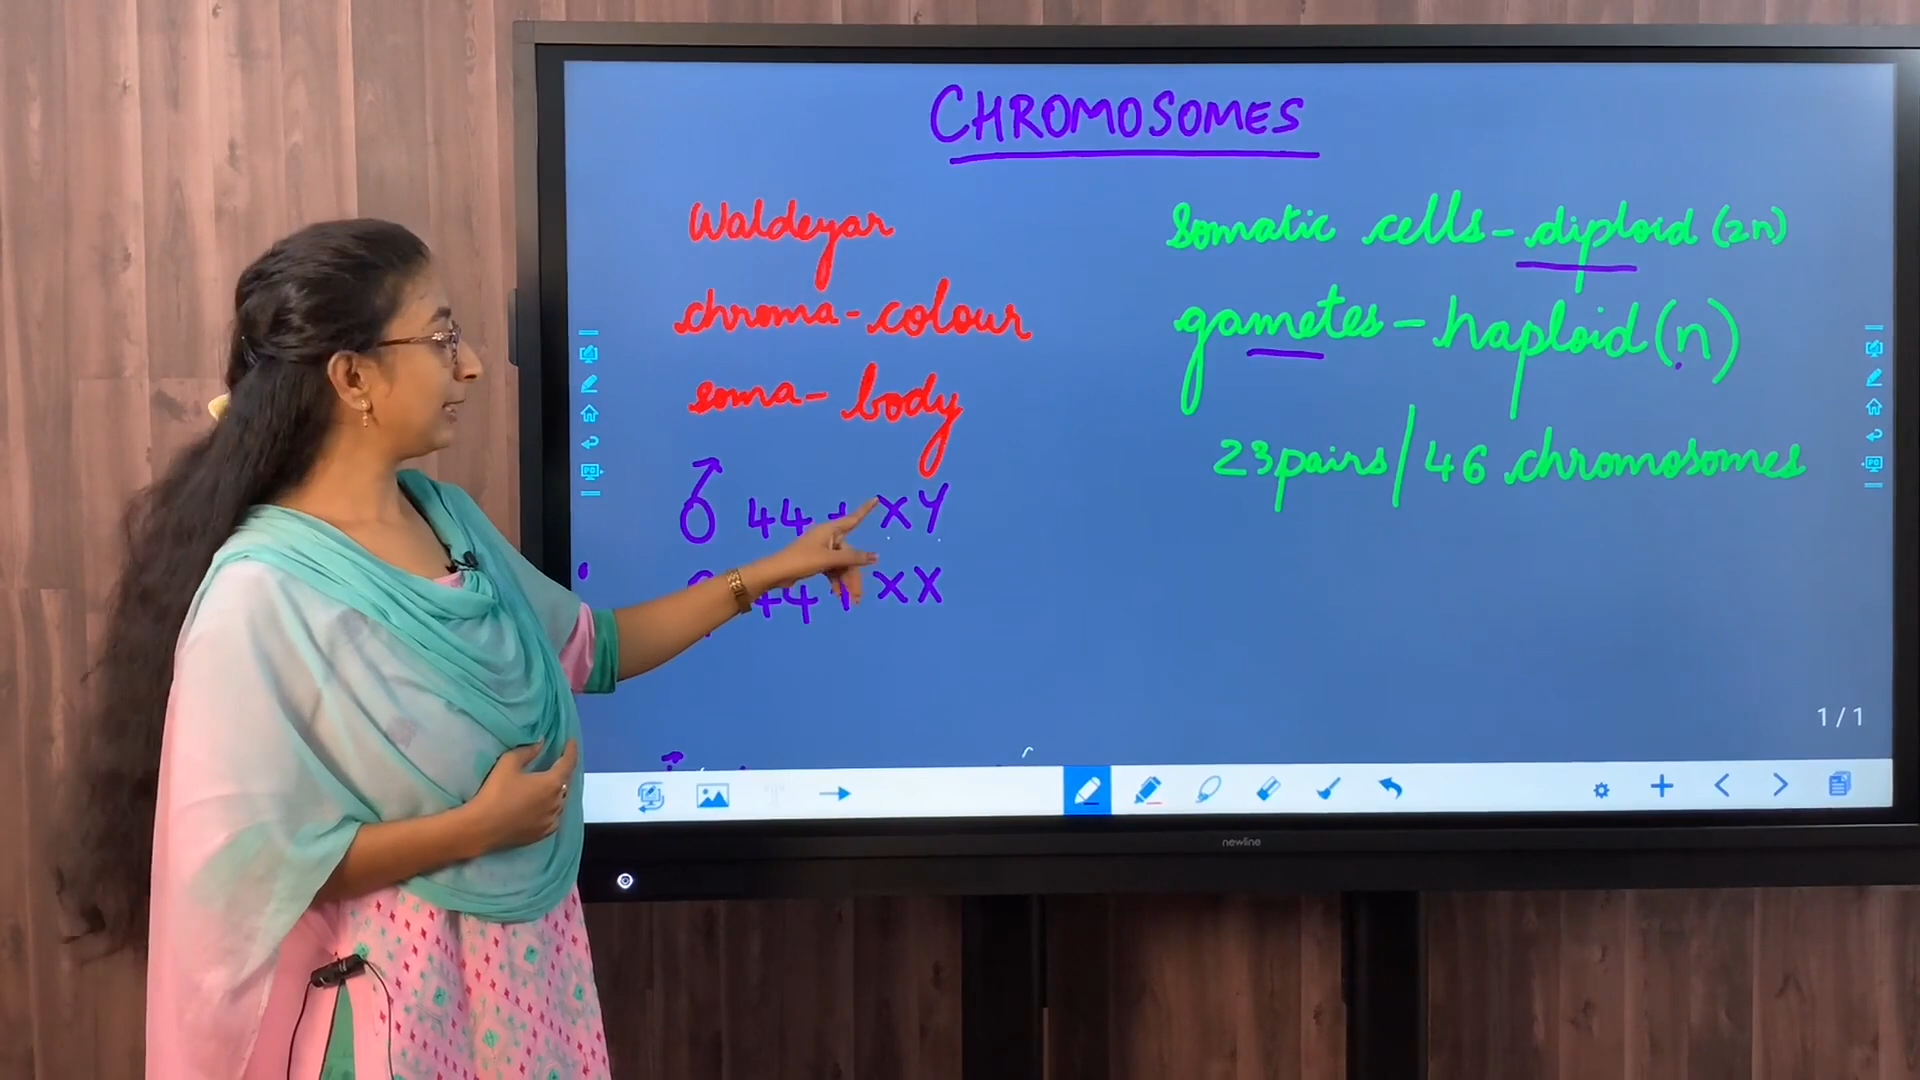 CHROMOSOMES
Waldeyar
chroma - colour
soma - body
♂ 44 + XY
44 + XX
Somatic cells - diploid (2n)
gametes - haploid (n)
23pairs / 46 chromosomes
1 / 1
newline